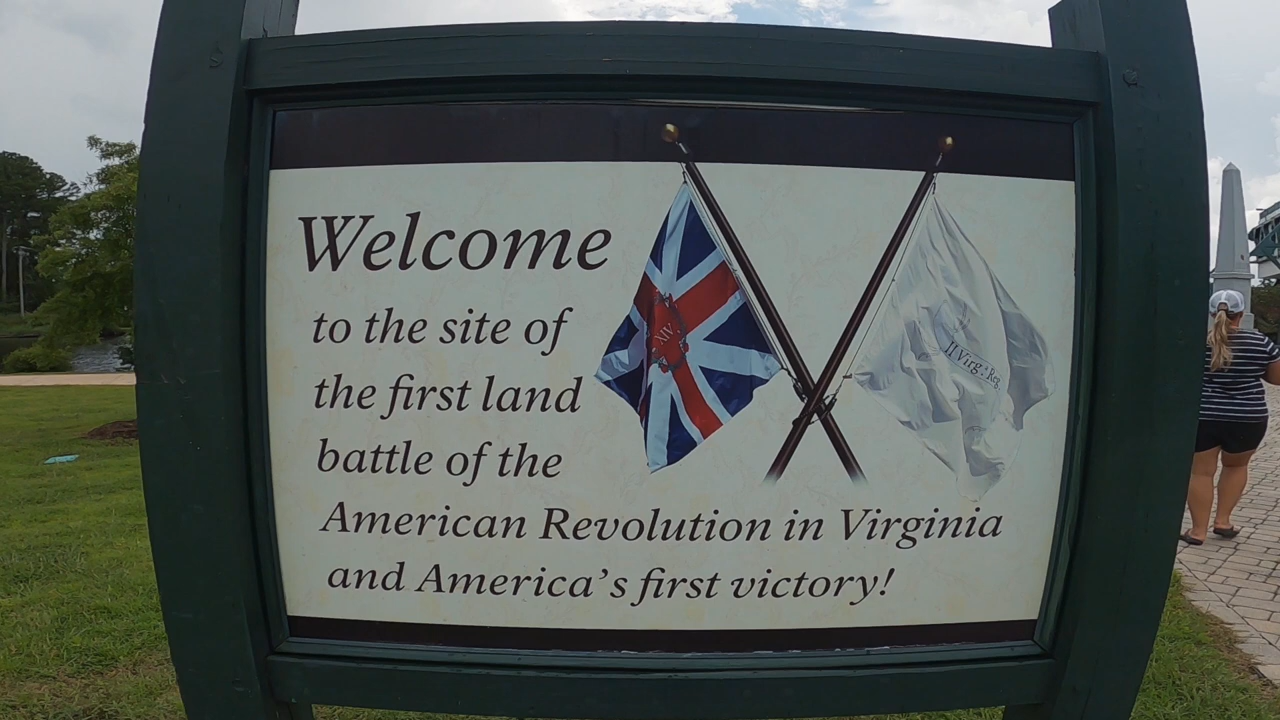 Welcome
to the site of
the first land
battle of the
American Revolution in Virginia
and America's first victory!
XIV
II Virg.ᵃ Reg.